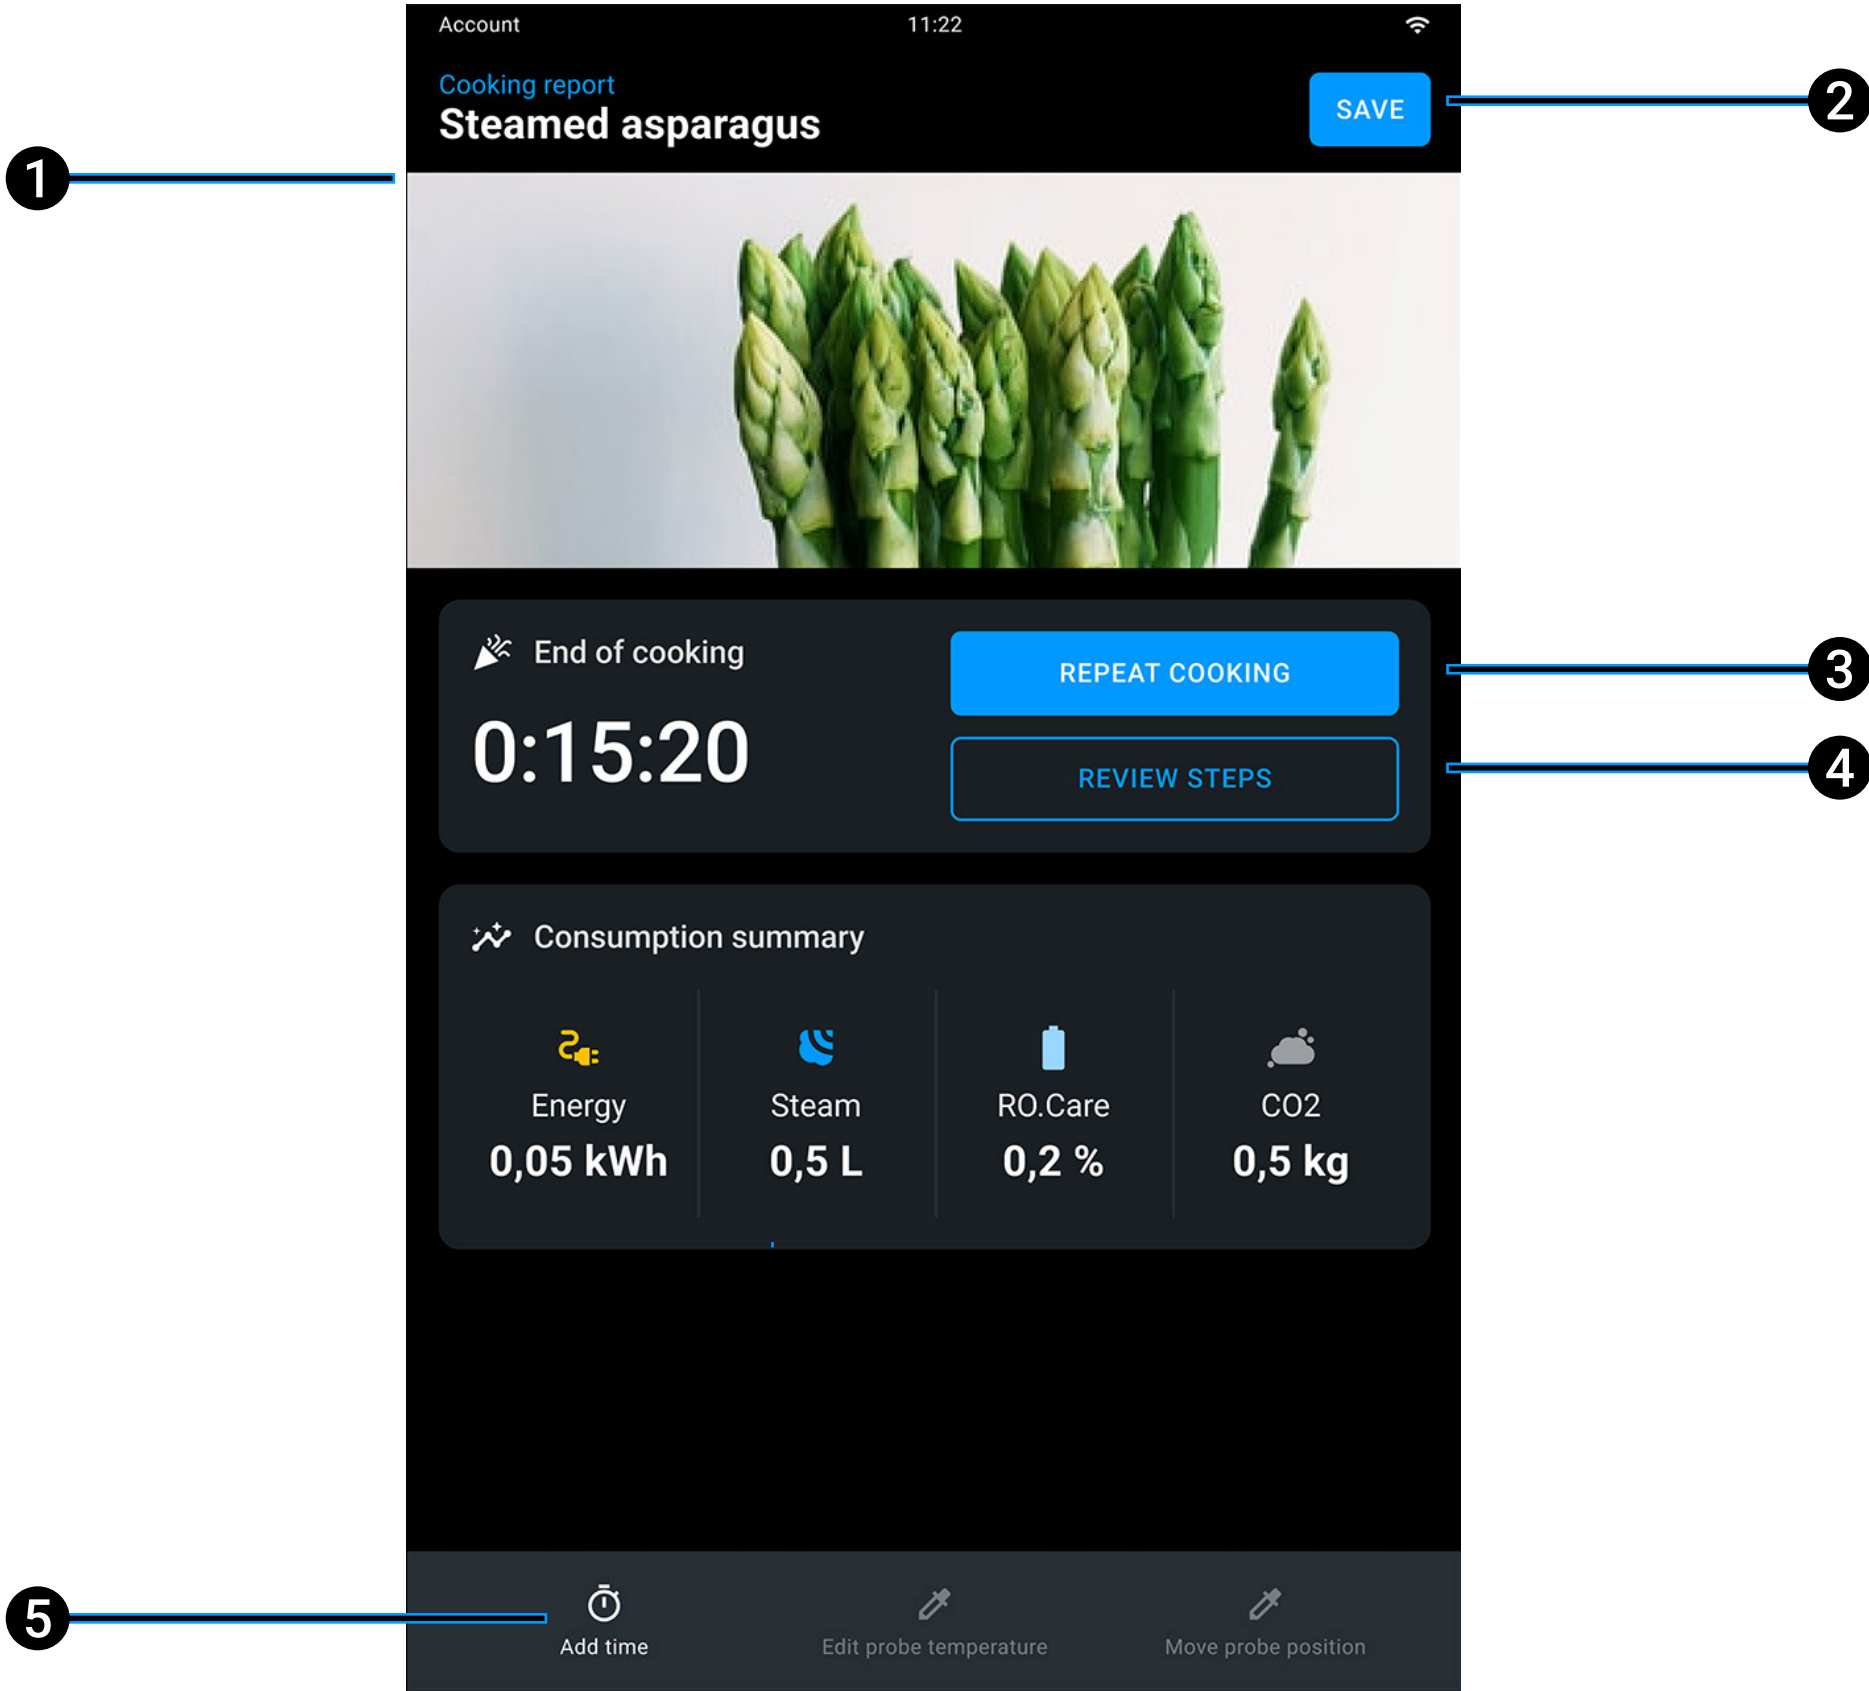 Account 11:22
Cooking report
Steamed asparagus
SAVE
2
1
End of cooking
REPEAT COOKING
3
0:15:20
REVIEW STEPS
4
Consumption summary
Energy Steam RO.Care CO2
0,05 kWh 0,5 L 0,2 % 0,5 kg
5
Add time Edit probe temperature Move probe position